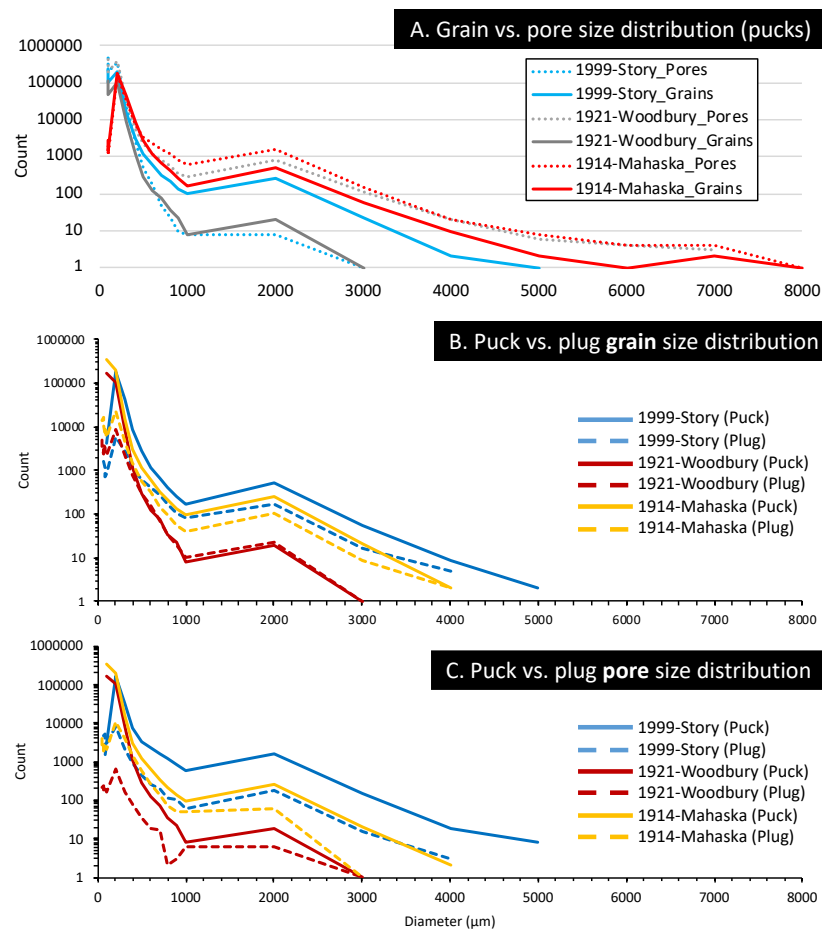 A. Grain vs. pore size distribution (pucks)
1000000
100000
10000
1000
100
10
1
Count
1999-Story_Pores
1999-Story_Grains
1921-Woodbury_Pores
1921-Woodbury_Grains
1914-Mahaska_Pores
1914-Mahaska_Grains
0 1000 2000 3000 4000 5000 6000 7000 8000
B. Puck vs. plug grain size distribution
1000000
100000
10000
1000
100
10
1
Count
1999-Story (Puck)
1999-Story (Plug)
1921-Woodbury (Puck)
1921-Woodbury (Plug)
1914-Mahaska (Puck)
1914-Mahaska (Plug)
0 1000 2000 3000 4000 5000 6000 7000 8000
C. Puck vs. plug pore size distribution
1000000
100000
10000
1000
100
10
1
Count
1999-Story (Puck)
1999-Story (Plug)
1921-Woodbury (Puck)
1921-Woodbury (Plug)
1914-Mahaska (Puck)
1914-Mahaska (Plug)
0 1000 2000 3000 4000 5000 6000 7000 8000
Diameter (µm)